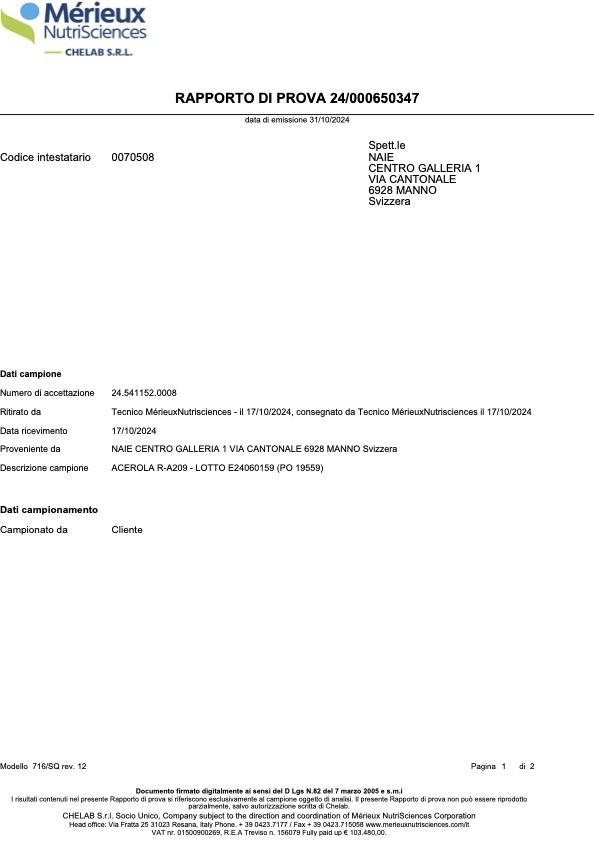 Mérieux
NutriSciences
CHELAB S.R.L.
RAPPORTO DI PROVA 24/000650347
data di emissione 31/10/2024
Codice intestatario 0070508
Spett.le
NAIE
CENTRO GALLERIA 1
VIA CANTONALE
6928 MANNO
Svizzera
Dati campione
Numero di accettazione 24.541152.0008
Ritirato da Tecnico MérieuxNutrisciences - il 17/10/2024, consegnato da Tecnico MérieuxNutrisciences il 17/10/2024
Data ricevimento 17/10/2024
Proveniente da NAIE CENTRO GALLERIA 1 VIA CANTONALE 6928 MANNO Svizzera
Descrizione campione ACEROLA R-A209 - LOTTO E24060159 (PO 19559)
Dati campionamento
Campionato da Cliente
Modello 716/SQ rev. 12
Pagina 1 di 2
Documento firmato digitalmente ai sensi del D Lgs N.82 del 7 marzo 2005 e s.m.i
I risultati contenuti nel presente Rapporto di prova si riferiscono esclusivamente al campione oggetto di analisi. Il presente Rapporto di prova non può essere riprodotto
parzialmente, salvo autorizzazione scritta di Chelab.
CHELAB S.r.l. Socio Unico, Company subject to the direction and coordination of Mérieux NutriSciences Corporation
Head office: Via Fratta 25 31023 Resana, Italy Phone. + 39 0423.7177 / Fax + 39 0423.715058 www.merieuxnutrisciences.com/it
VAT nr. 01500900269, R.E.A Treviso n. 156079 Fully paid up € 103.480,00.